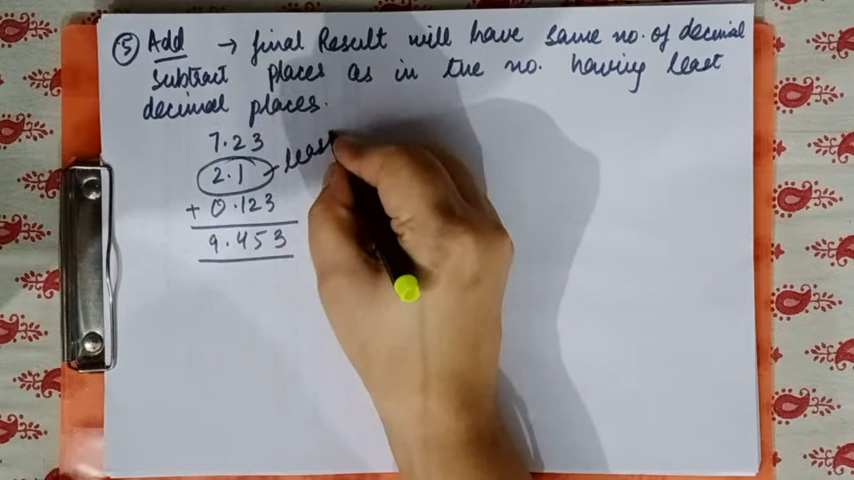 ⑤ Add → final Result will have same no. of decimal
subtract places as in the no. having least
decimal places.
7.23
2.1 - least
+ 0.123
9.453